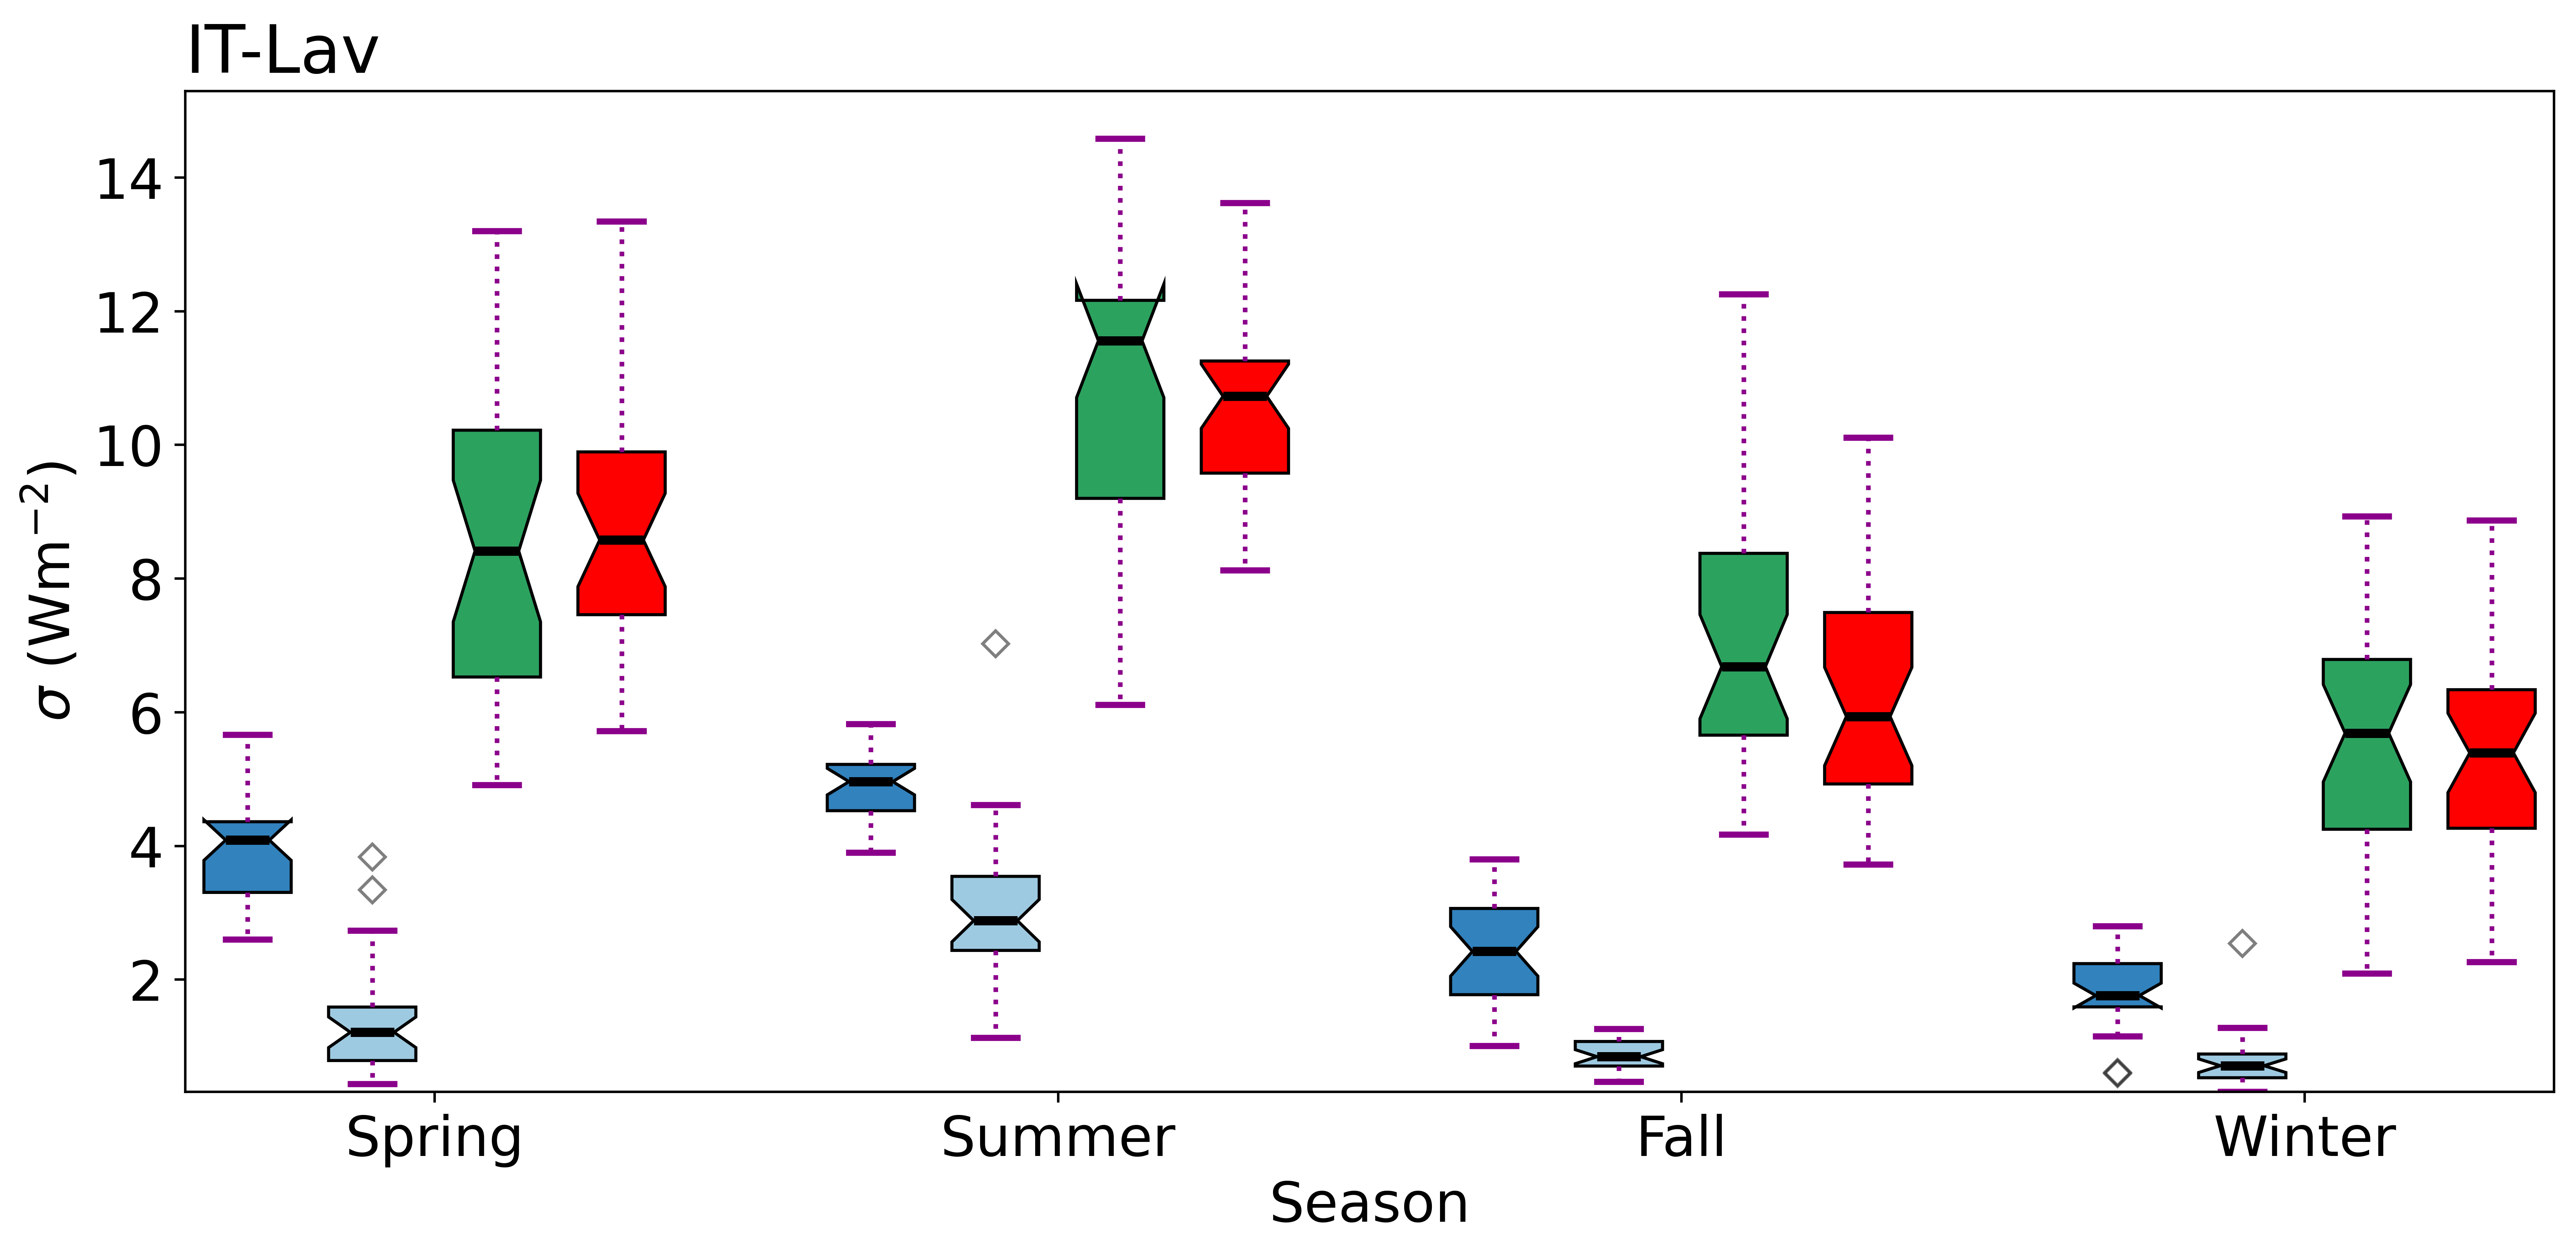 IT-Lav
14
12
10
8
6
4
2
σ (Wm⁻²)
Spring Summer Fall Winter
Season